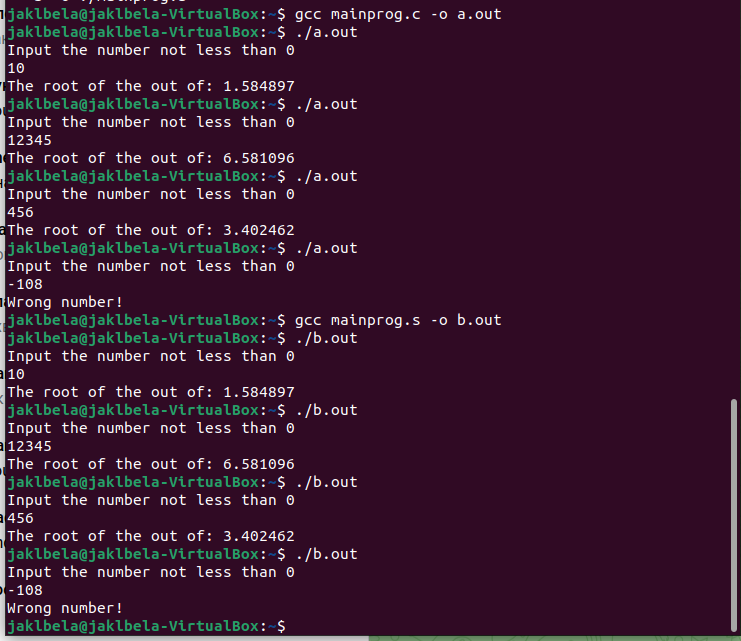 jaklbela@jaklbela-VirtualBox:~$ gcc mainprog.c -o a.out
jaklbela@jaklbela-VirtualBox:~$ ./a.out
Input the number not less than 0
10
The root of the out of: 1.584897
jaklbela@jaklbela-VirtualBox:~$ ./a.out
Input the number not less than 0
12345
The root of the out of: 6.581096
jaklbela@jaklbela-VirtualBox:~$ ./a.out
Input the number not less than 0
456
The root of the out of: 3.402462
jaklbela@jaklbela-VirtualBox:~$ ./a.out
Input the number not less than 0
-108
Wrong number!
jaklbela@jaklbela-VirtualBox:~$ gcc mainprog.s -o b.out
jaklbela@jaklbela-VirtualBox:~$ ./b.out
Input the number not less than 0
10
The root of the out of: 1.584897
jaklbela@jaklbela-VirtualBox:~$ ./b.out
Input the number not less than 0
12345
The root of the out of: 6.581096
jaklbela@jaklbela-VirtualBox:~$ ./b.out
Input the number not less than 0
456
The root of the out of: 3.402462
jaklbela@jaklbela-VirtualBox:~$ ./b.out
Input the number not less than 0
-108
Wrong number!
jaklbela@jaklbela-VirtualBox:~$